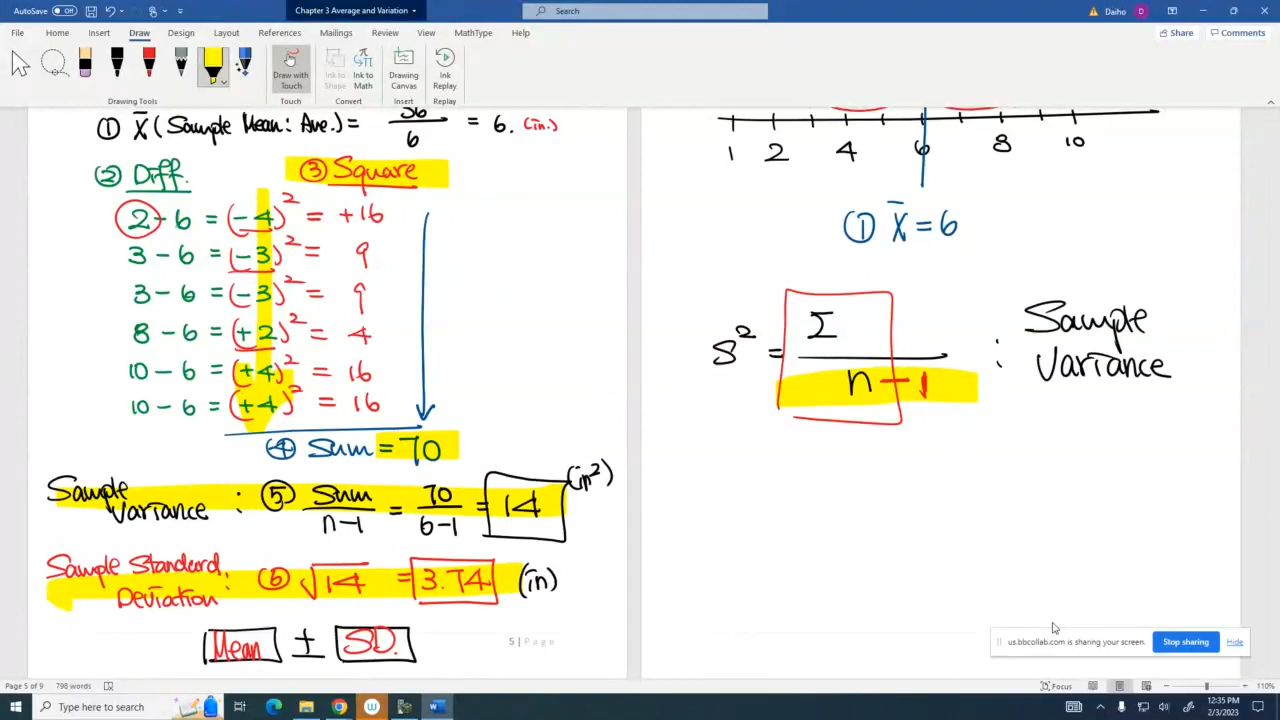 AutoSave Off
Chapter 3 Average and Variation
Search
Daiho D
File Home Insert Draw Design Layout References Mailings Review View MathType Help
Share Comments
Draw with Touch
Ink to Shape
Ink to Math
Drawing Canvas
Ink Replay
Drawing Tools Touch Convert Insert Replay
① X̄ (Sample Mean: Ave.) = 36/6 = 6. (in.)
② Diff. ③ Square
2 - 6 = (-4)² = +16
3 - 6 = (-3)² = 9
3 - 6 = (-3)² = 9
8 - 6 = (+2)² = 4
10 - 6 = (+4)² = 16
10 - 6 = (+4)² = 16
④ Sum = 70
Sample Variance : ⑤ Sum/n-1 = 70/6-1 = 14 (in²)
Sample Standard Deviation : ⑥ √14 = 3.74 (in)
Mean ± SD.
5 | Page
1 2 4 6 8 10
① X̄ = 6
S² = Σ/n-1 : Sample Variance
us.bbcollab.com is sharing your screen. Stop sharing Hide
Page 5 of 9 798 words Focus 110%
Type here to search
12:35 PM
2/3/2023